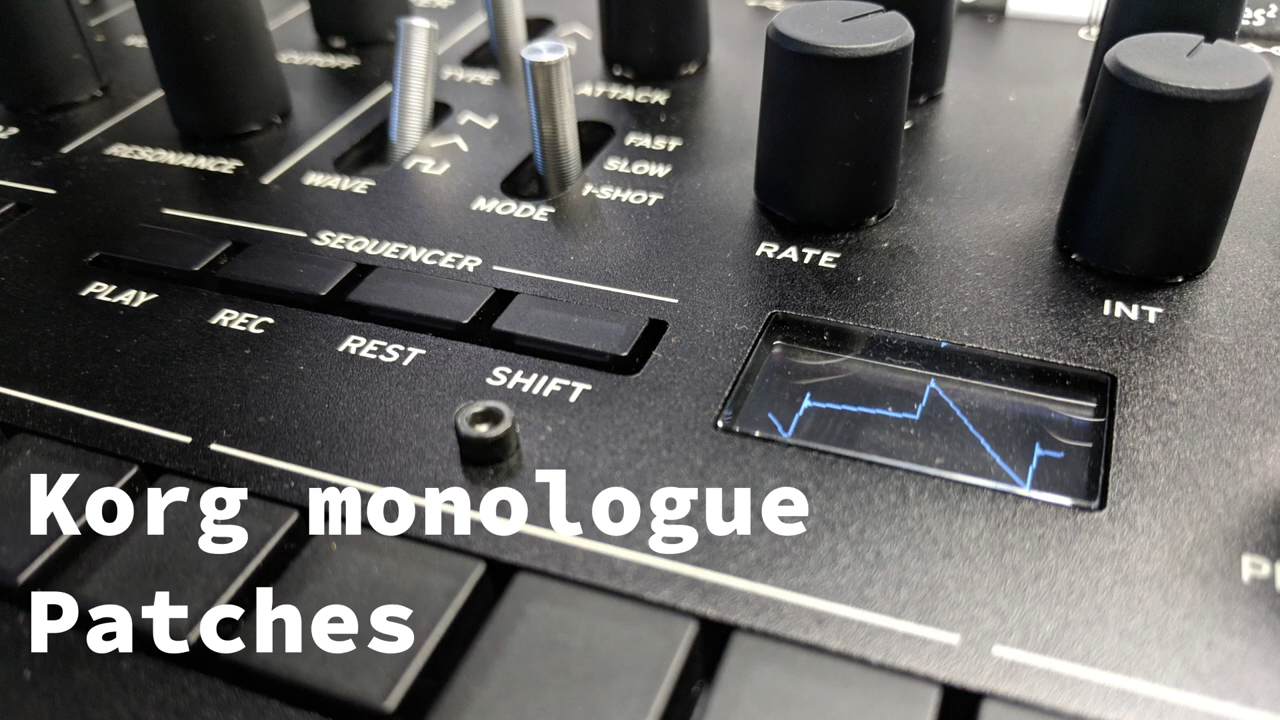 CUTOFF
TYPE
ATTACK
RESONANCE
WAVE
MODE
FAST
SLOW
1-SHOT
SEQUENCER
RATE
INT
PLAY
REC
REST
SHIFT
Korg monologue
Patches